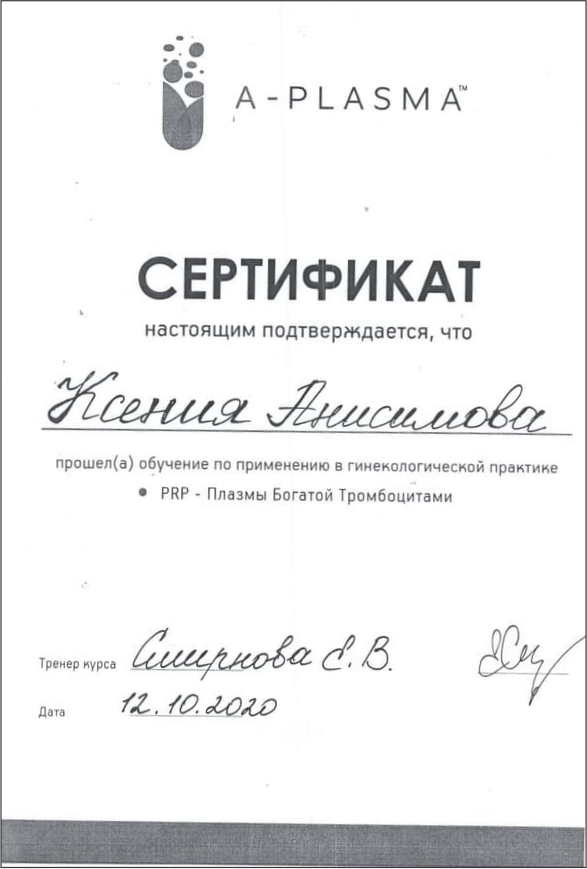 A-PLASMA™
СЕРТИФИКАТ
настоящим подтверждается, что
Ксения Анисимова
прошел(а) обучение по применению в гинекологической практике
• PRP - Плазмы Богатой Тромбоцитами
Тренер курса Смирнова Е.В.
Дата 12.10.2020